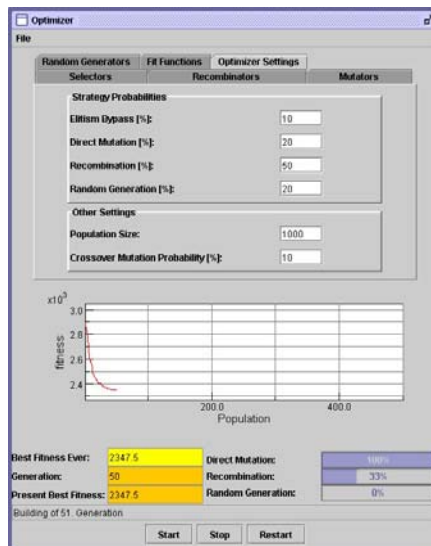 Optimizer
File
Random Generators Fit Functions Optimizer Settings
Selectors Recombinators Mutators
Strategy Probabilities
Elitism Bypass [%]: 10
Direct Mutation [%]: 20
Recombination [%]: 50
Random Generation [%]: 20
Other Settings
Population Size: 1000
Crossover Mutation Probability [%]: 10
x10³
3.0
2.8
2.6
2.4
fitness
200.0 400.0
Population
Best Fitness Ever: 2347.5 Direct Mutation: 100%
Generation: 50 Recombination: 33%
Present Best Fitness: 2347.5 Random Generation: 0%
Building of 51. Generation
Start Stop Restart